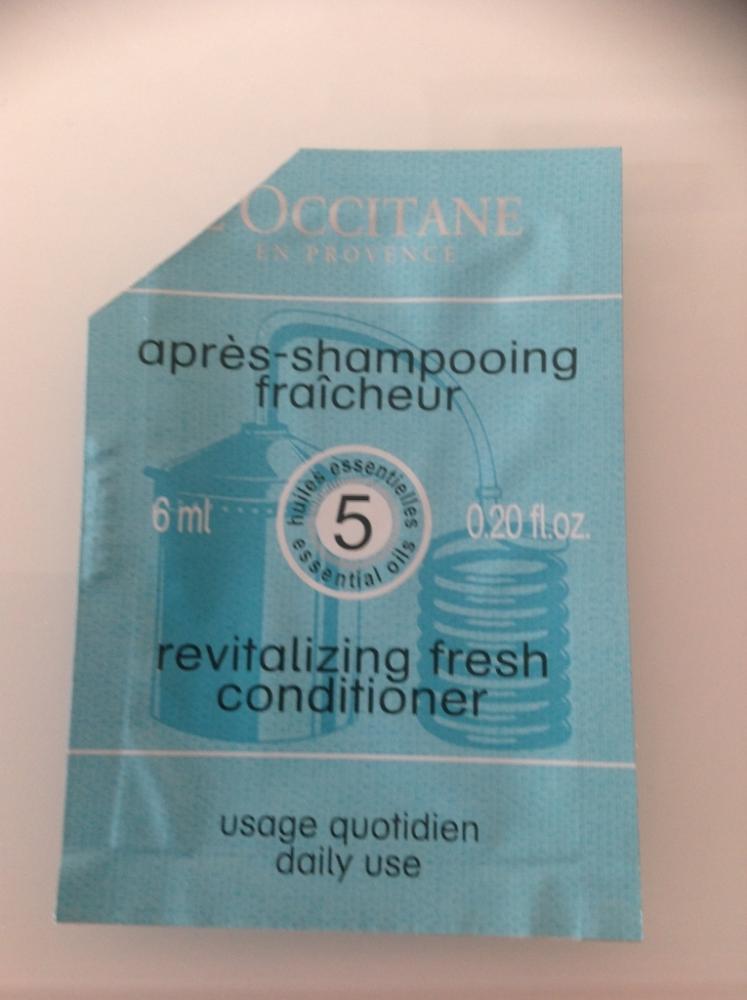 L'OCCITANE
EN PROVENCE
après-shampooing
fraîcheur
huiles essentielles
5
essential oils
6 ml
0.20 fl.oz.
revitalizing fresh
conditioner
usage quotidien
daily use